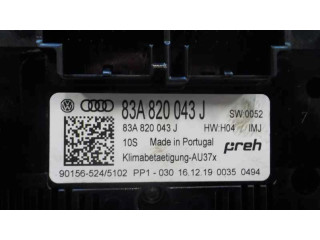 83A 820 043 J SW:0052
83A 820 043 J HW:H04 IMJ
10S Made in Portugal preh
Klimabetaetigung-AU37x
90156-524/5102 PP1-030 16.12.19 0035 0494
7